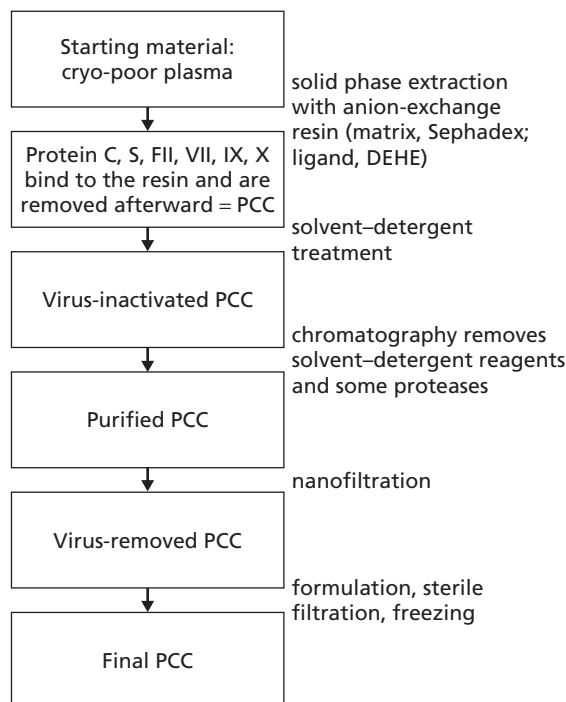 Starting material:
cryo-poor plasma
solid phase extraction
with anion-exchange
resin (matrix, Sephadex;
ligand, DEHE)
Protein C, S, FII, VII, IX, X
bind to the resin and are
removed afterward = PCC
solvent–detergent
treatment
Virus-inactivated PCC
chromatography removes
solvent–detergent reagents
and some proteases
Purified PCC
nanofiltration
Virus-removed PCC
formulation, sterile
filtration, freezing
Final PCC